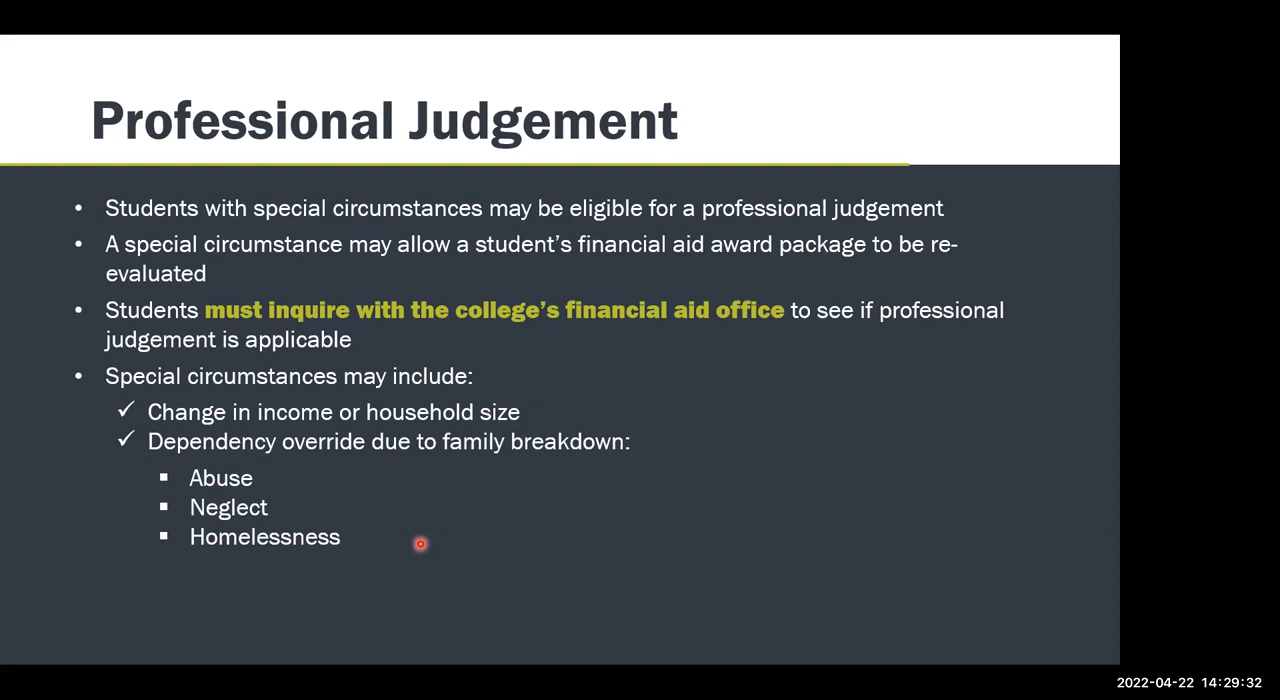 Professional Judgement
• Students with special circumstances may be eligible for a professional judgement
• A special circumstance may allow a student’s financial aid award package to be re-
evaluated
• Students must inquire with the college’s financial aid office to see if professional
judgement is applicable
• Special circumstances may include:
✓ Change in income or household size
✓ Dependency override due to family breakdown:
▪ Abuse
▪ Neglect
▪ Homelessness
2022-04-22 14:29:32